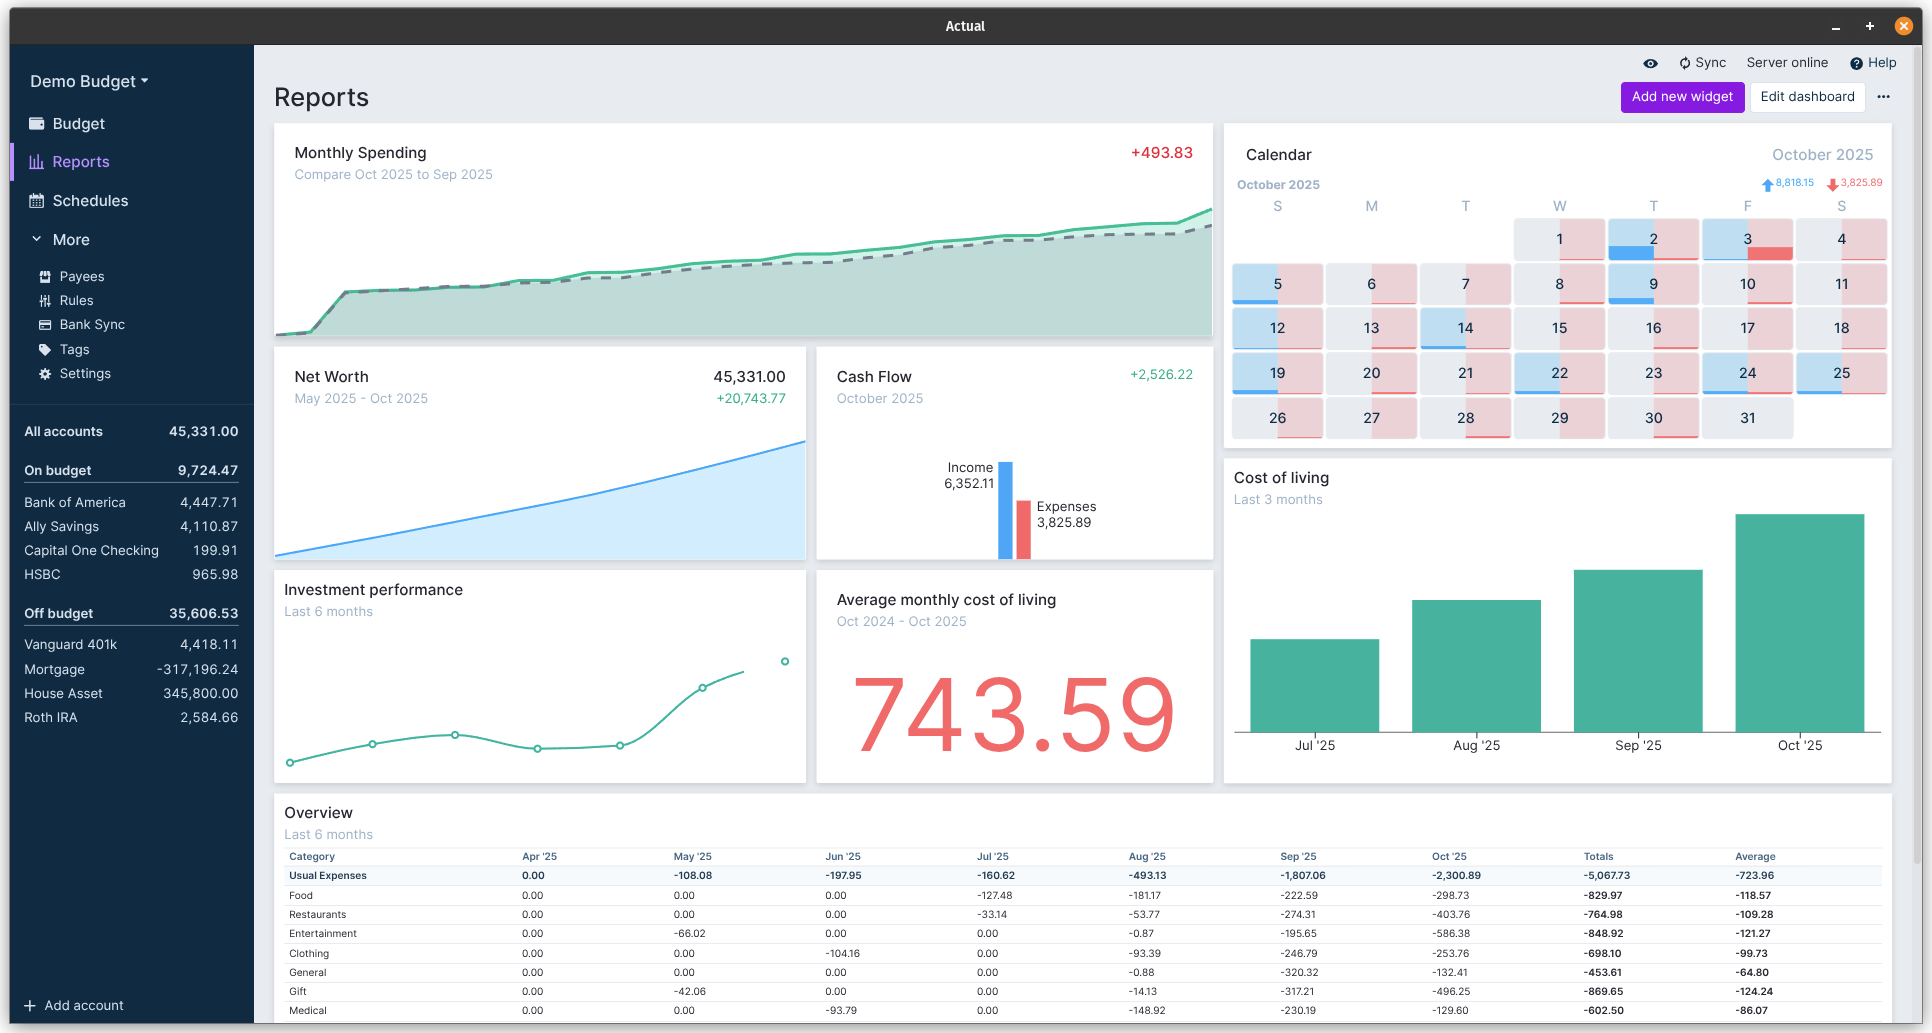 Actual
Demo Budget
Budget
Reports
Schedules
More
Payees
Rules
Bank Sync
Tags
Settings
All accounts 45,331.00
On budget 9,724.47
Bank of America 4,447.71
Ally Savings 4,110.87
Capital One Checking 199.91
HSBC 965.98
Off budget 35,606.53
Vanguard 401k 4,418.11
Mortgage -317,196.24
House Asset 345,800.00
Roth IRA 2,584.66
Add account
Sync Server online Help
Reports
Add new widget Edit dashboard
Monthly Spending +493.83
Compare Oct 2025 to Sep 2025
Calendar October 2025
October 2025 8,818.15 3,825.89
S M T W T F S
1 2 3 4
5 6 7 8 9 10 11
12 13 14 15 16 17 18
19 20 21 22 23 24 25
26 27 28 29 30 31
Net Worth 45,331.00
May 2025 - Oct 2025 +20,743.77
Cash Flow +2,526.22
October 2025
Income
6,352.11
Expenses
3,825.89
Cost of living
Last 3 months
Jul '25 Aug '25 Sep '25 Oct '25
Investment performance
Last 6 months
Average monthly cost of living
Oct 2024 - Oct 2025
743.59
Overview
Last 6 months
Category Apr '25 May '25 Jun '25 Jul '25 Aug '25 Sep '25 Oct '25 Totals Average
Usual Expenses 0.00 -108.08 -197.95 -160.62 -493.13 -1,807.06 -2,300.89 -5,067.73 -723.96
Food 0.00 0.00 0.00 -127.48 -181.17 -222.59 -298.73 -829.97 -118.57
Restaurants 0.00 0.00 0.00 -33.14 -53.77 -274.31 -403.76 -764.98 -109.28
Entertainment 0.00 -66.02 0.00 0.00 -0.87 -195.65 -586.38 -848.92 -121.27
Clothing 0.00 0.00 -104.16 0.00 -93.39 -246.79 -253.76 -698.10 -99.73
General 0.00 0.00 0.00 0.00 -0.88 -320.32 -132.41 -453.61 -64.80
Gift 0.00 -42.06 0.00 0.00 -14.13 -317.21 -496.25 -869.65 -124.24
Medical 0.00 0.00 -93.79 0.00 -148.92 -230.19 -129.60 -602.50 -86.07